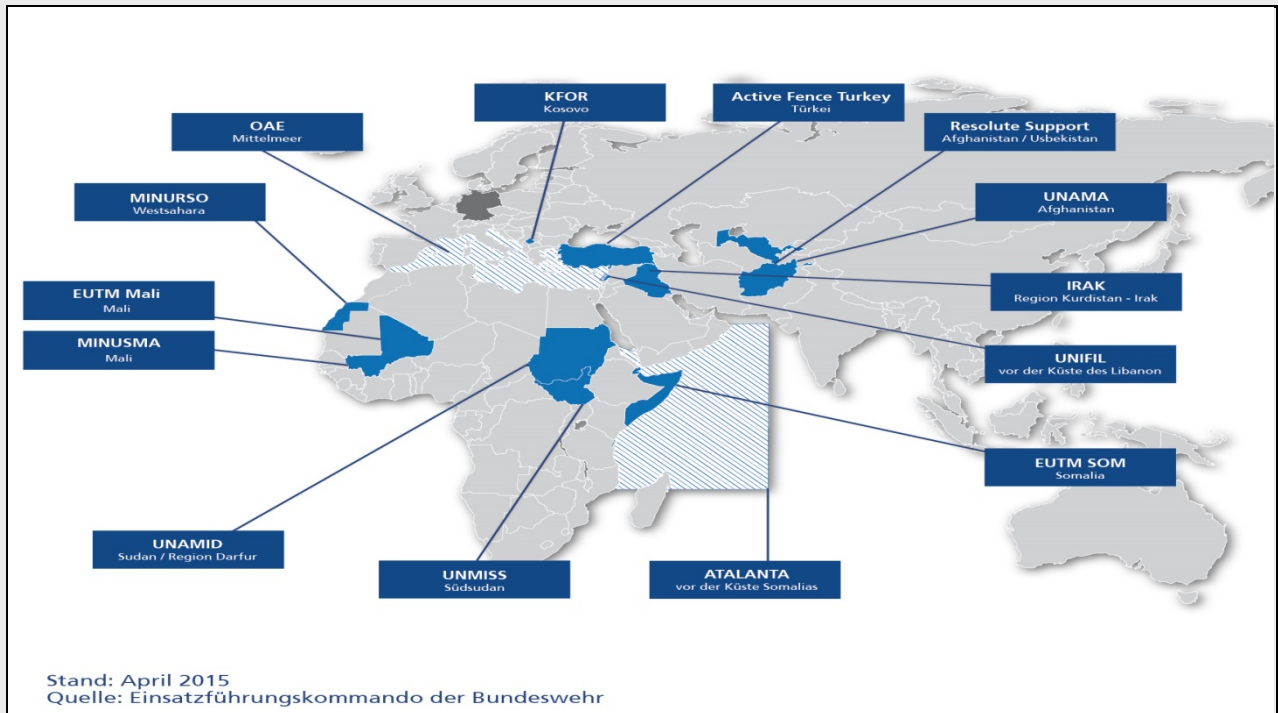 KFOR
Kosovo
Active Fence Turkey
Türkei
OAE
Mittelmeer
Resolute Support
Afghanistan / Usbekistan
MINURSO
Westsahara
UNAMA
Afghanistan
EUTM Mali
Mali
IRAK
Region Kurdistan - Irak
MINUSMA
Mali
UNIFIL
vor der Küste des Libanon
EUTM SOM
Somalia
UNAMID
Sudan / Region Darfur
UNMISS
Südsudan
ATALANTA
vor der Küste Somalias
Stand: April 2015
Quelle: Einsatzführungskommando der Bundeswehr